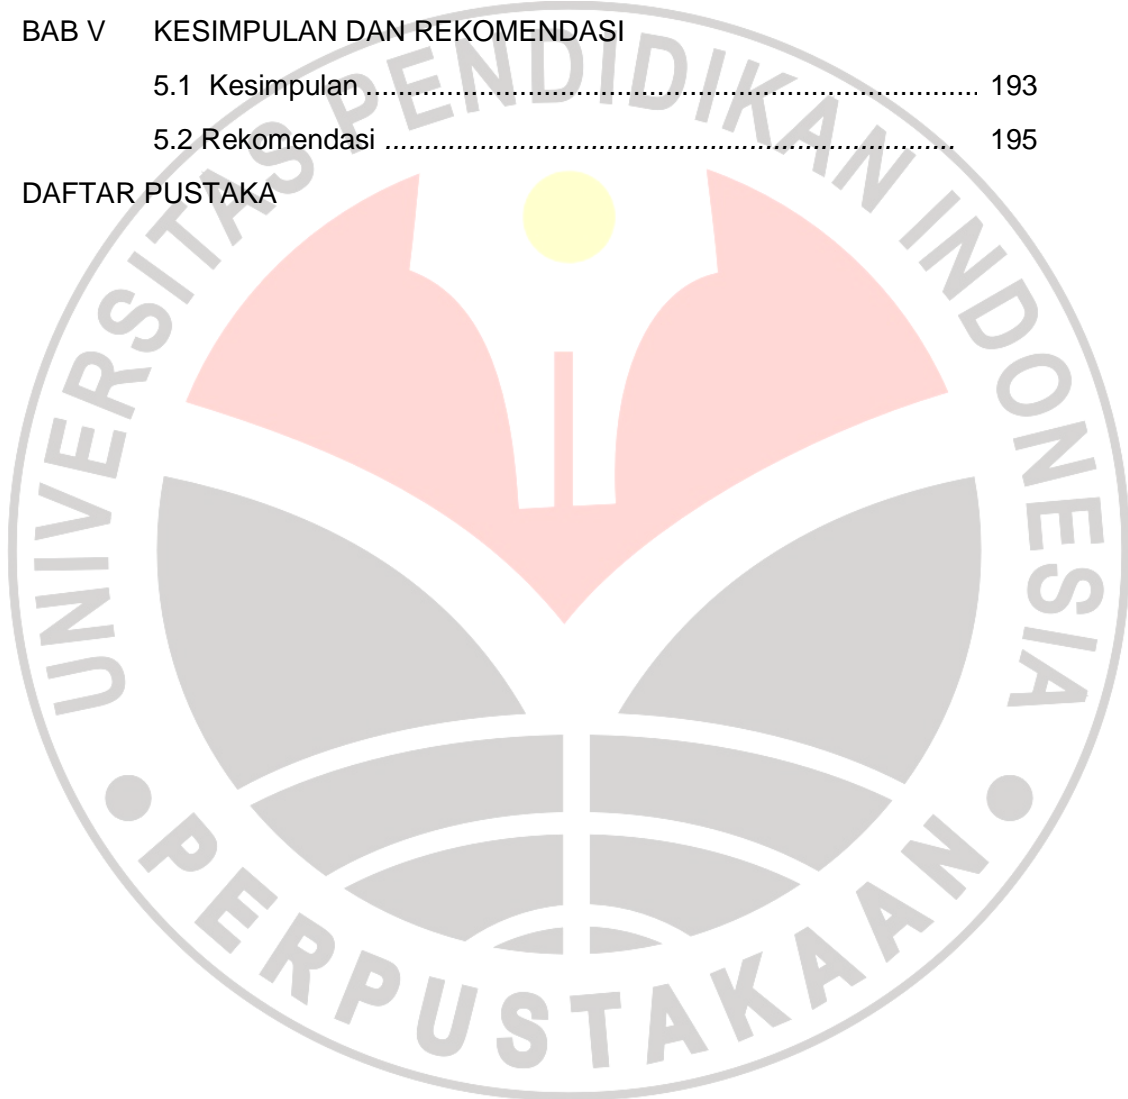 BAB V KESIMPULAN DAN REKOMENDASI
5.1 Kesimpulan ........................................................................... 193
5.2 Rekomendasi ....................................................................... 195
DAFTAR PUSTAKA
UNIVERSITAS PENDIDIKAN INDONESIA
PERPUSTAKAAN